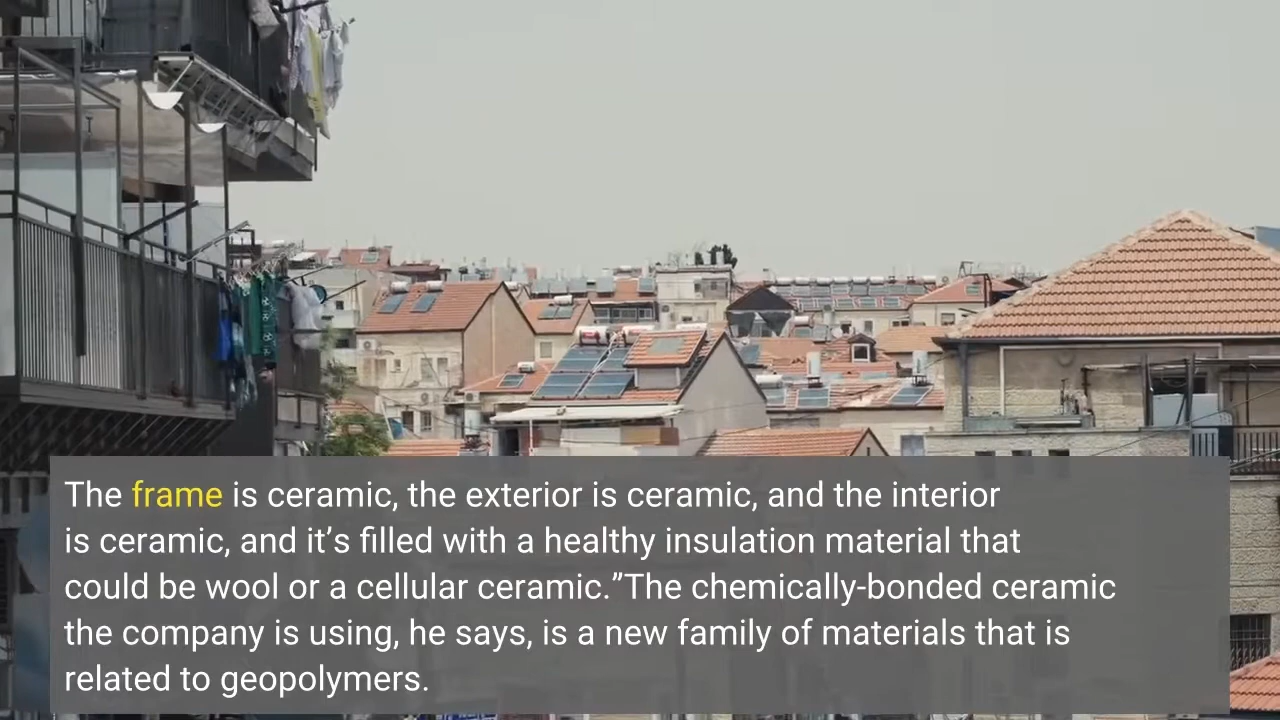 The frame is ceramic, the exterior is ceramic, and the interior
is ceramic, and it’s filled with a healthy insulation material that
could be wool or a cellular ceramic.”The chemically-bonded ceramic
the company is using, he says, is a new family of materials that is
related to geopolymers.